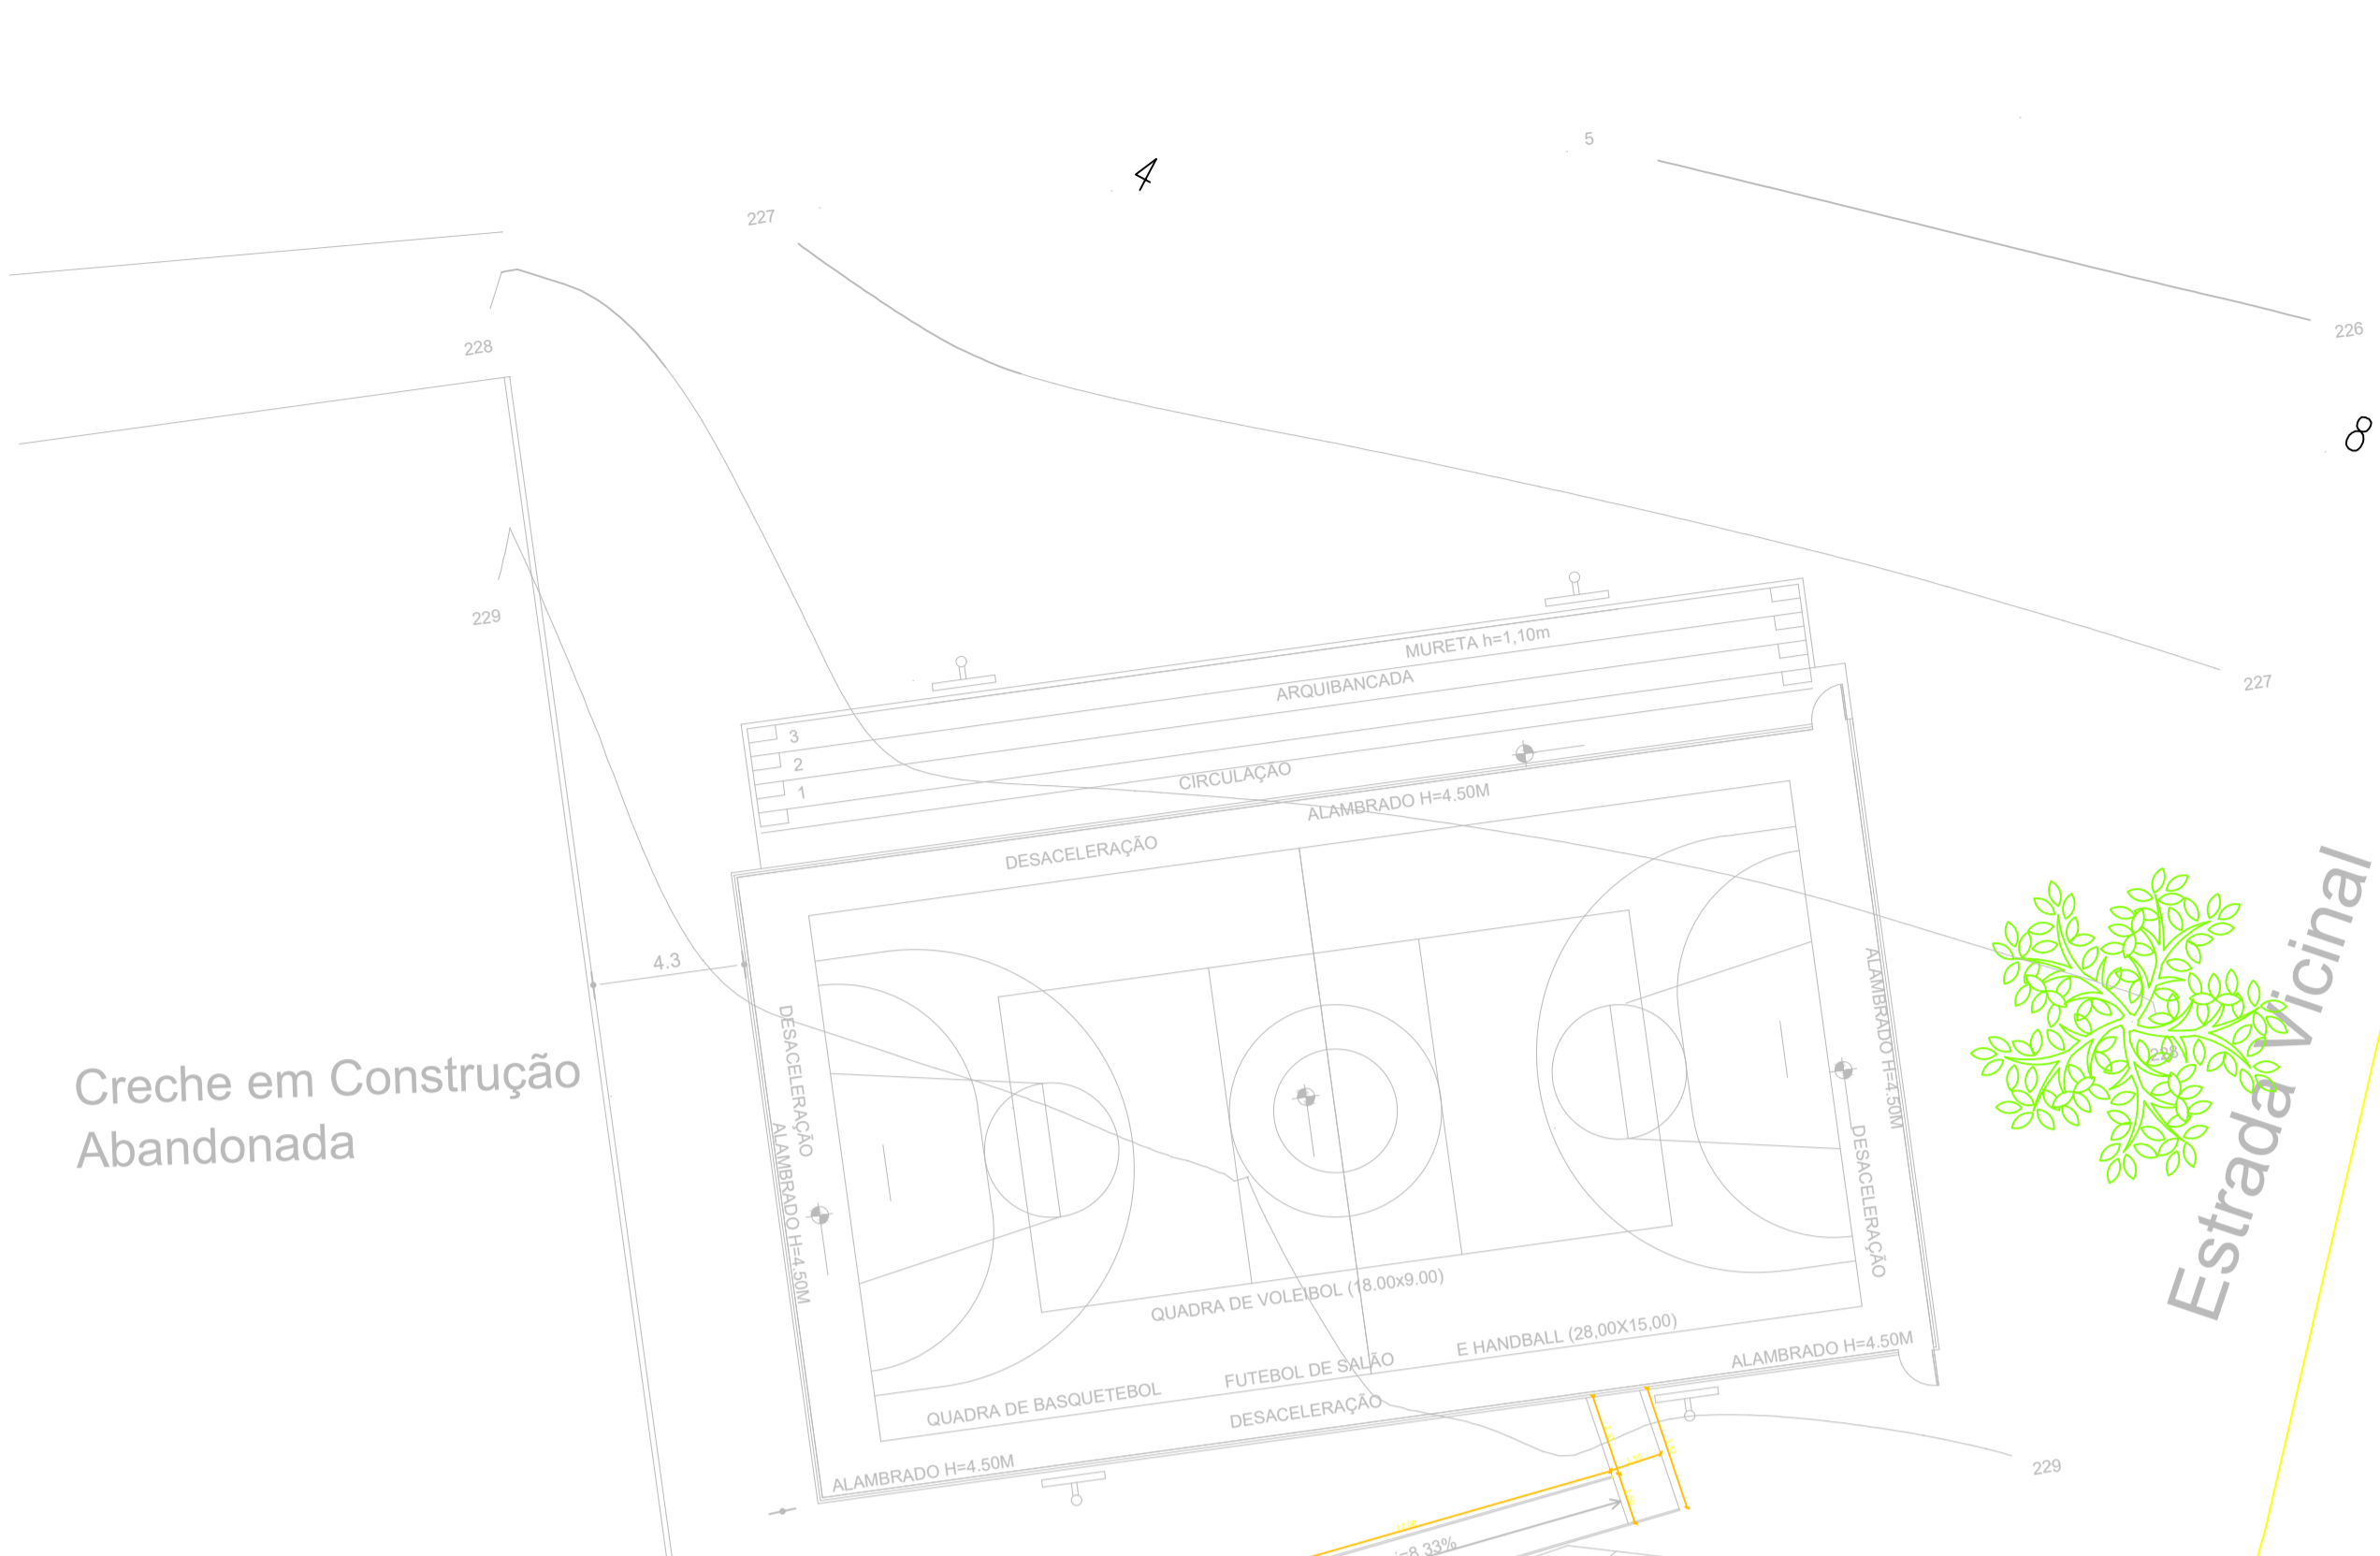 5
4
227
226
228
8
229
MURETA h=1,10m
ARQUIBANCADA
227
3
2
1
CIRCULAÇÃO
ALAMBRADO H=4.50M
DESACELERAÇÃO
4.3
Creche em Construção
Abandonada
DESACELERAÇÃO
ALAMBRADO H=4.50M
ALAMBRADO H=4.50M
DESACELERAÇÃO
228
Estrada Vicinal
QUADRA DE VOLEIBOL (18.00x9.00)
QUADRA DE BASQUETEBOL
FUTEBOL DE SALÃO
E HANDBALL (28,00X15,00)
ALAMBRADO H=4.50M
DESACELERAÇÃO
ALAMBRADO H=4.50M
229
i=8,33%